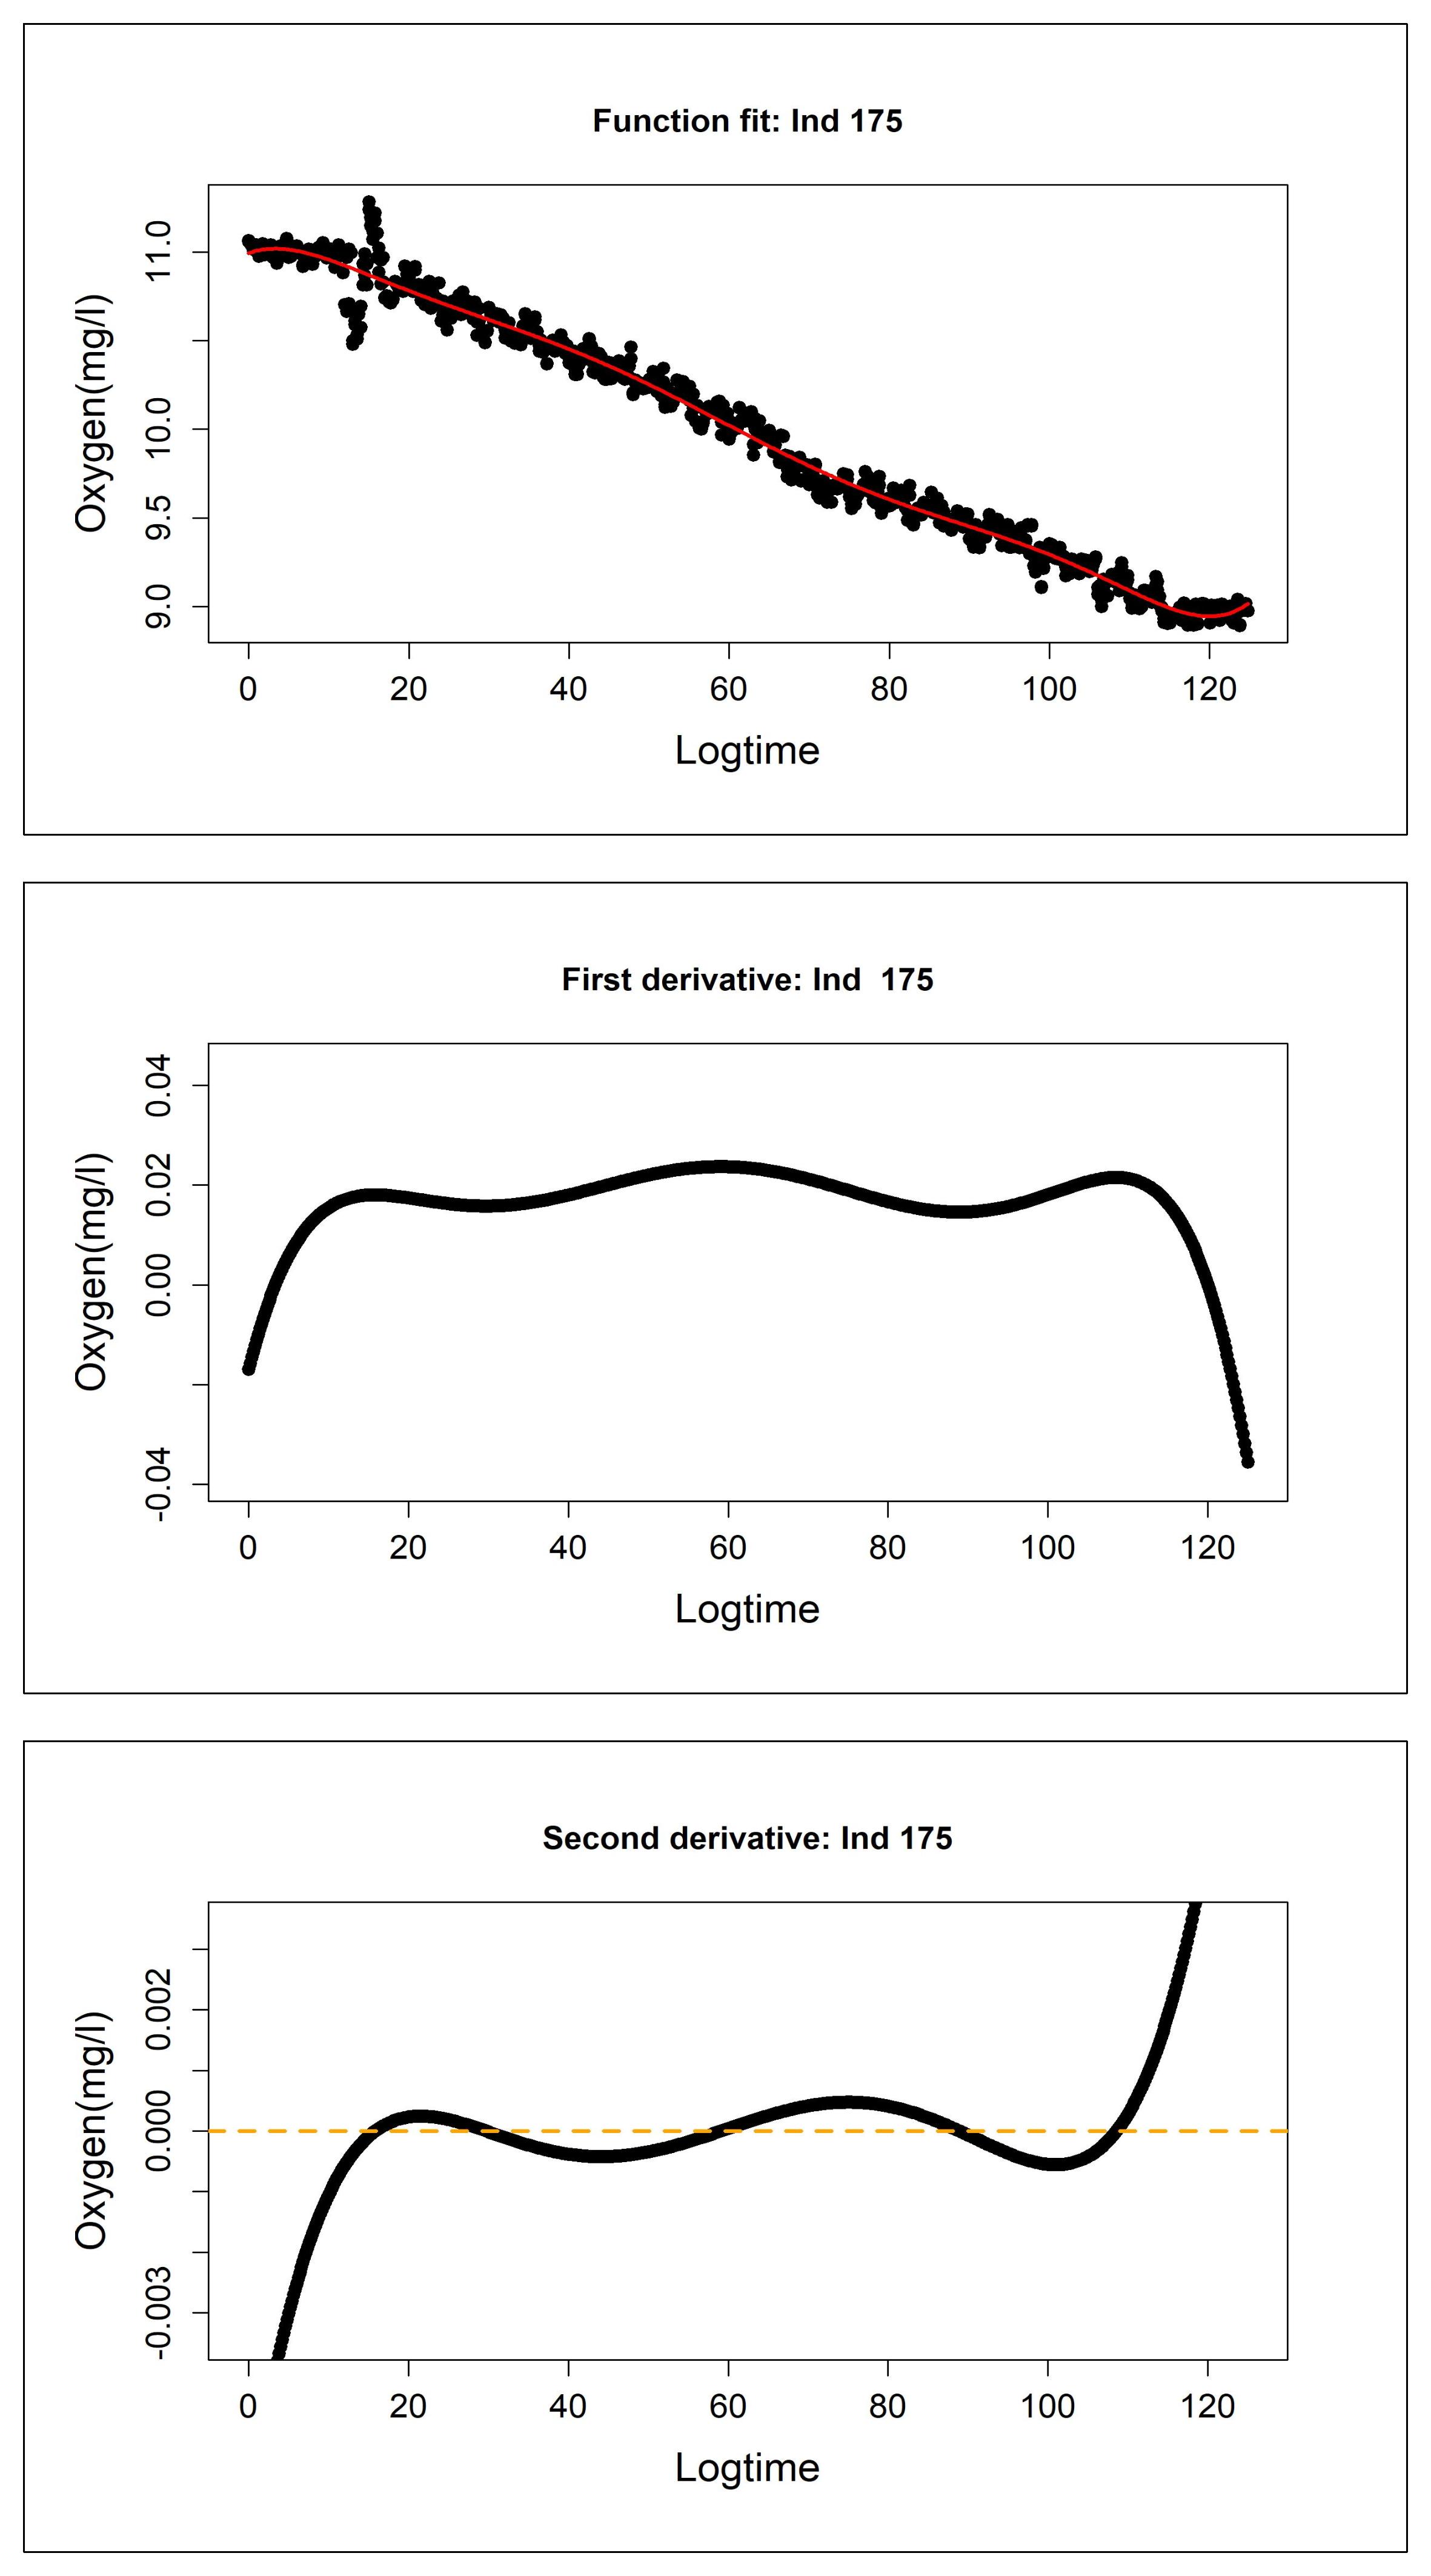 Function fit: Ind 175
Oxygen(mg/l)
11.0
10.0
9.5
9.0
0 20 40 60 80 100 120
Logtime
First derivative: Ind  175
Oxygen(mg/l)
0.04
0.02
0.00
-0.04
0 20 40 60 80 100 120
Logtime
Second derivative: Ind 175
Oxygen(mg/l)
0.002
0.000
-0.003
0 20 40 60 80 100 120
Logtime